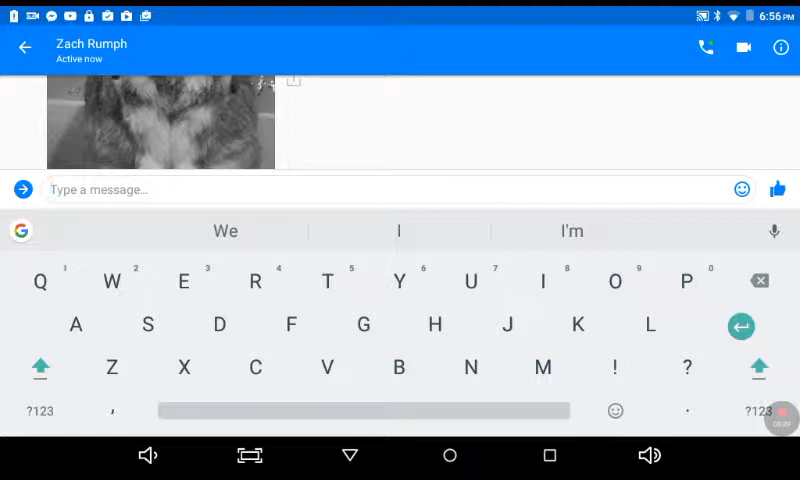 6:56 PM
Zach Rumph
Active now
Type a message...
G We I I'm
Q 1 W 2 E 3 R 4 T 5 Y 6 U 7 I 8 O 9 P 0
A S D F G H J K L
Z X C V B N M ! ?
?123 , . ?123